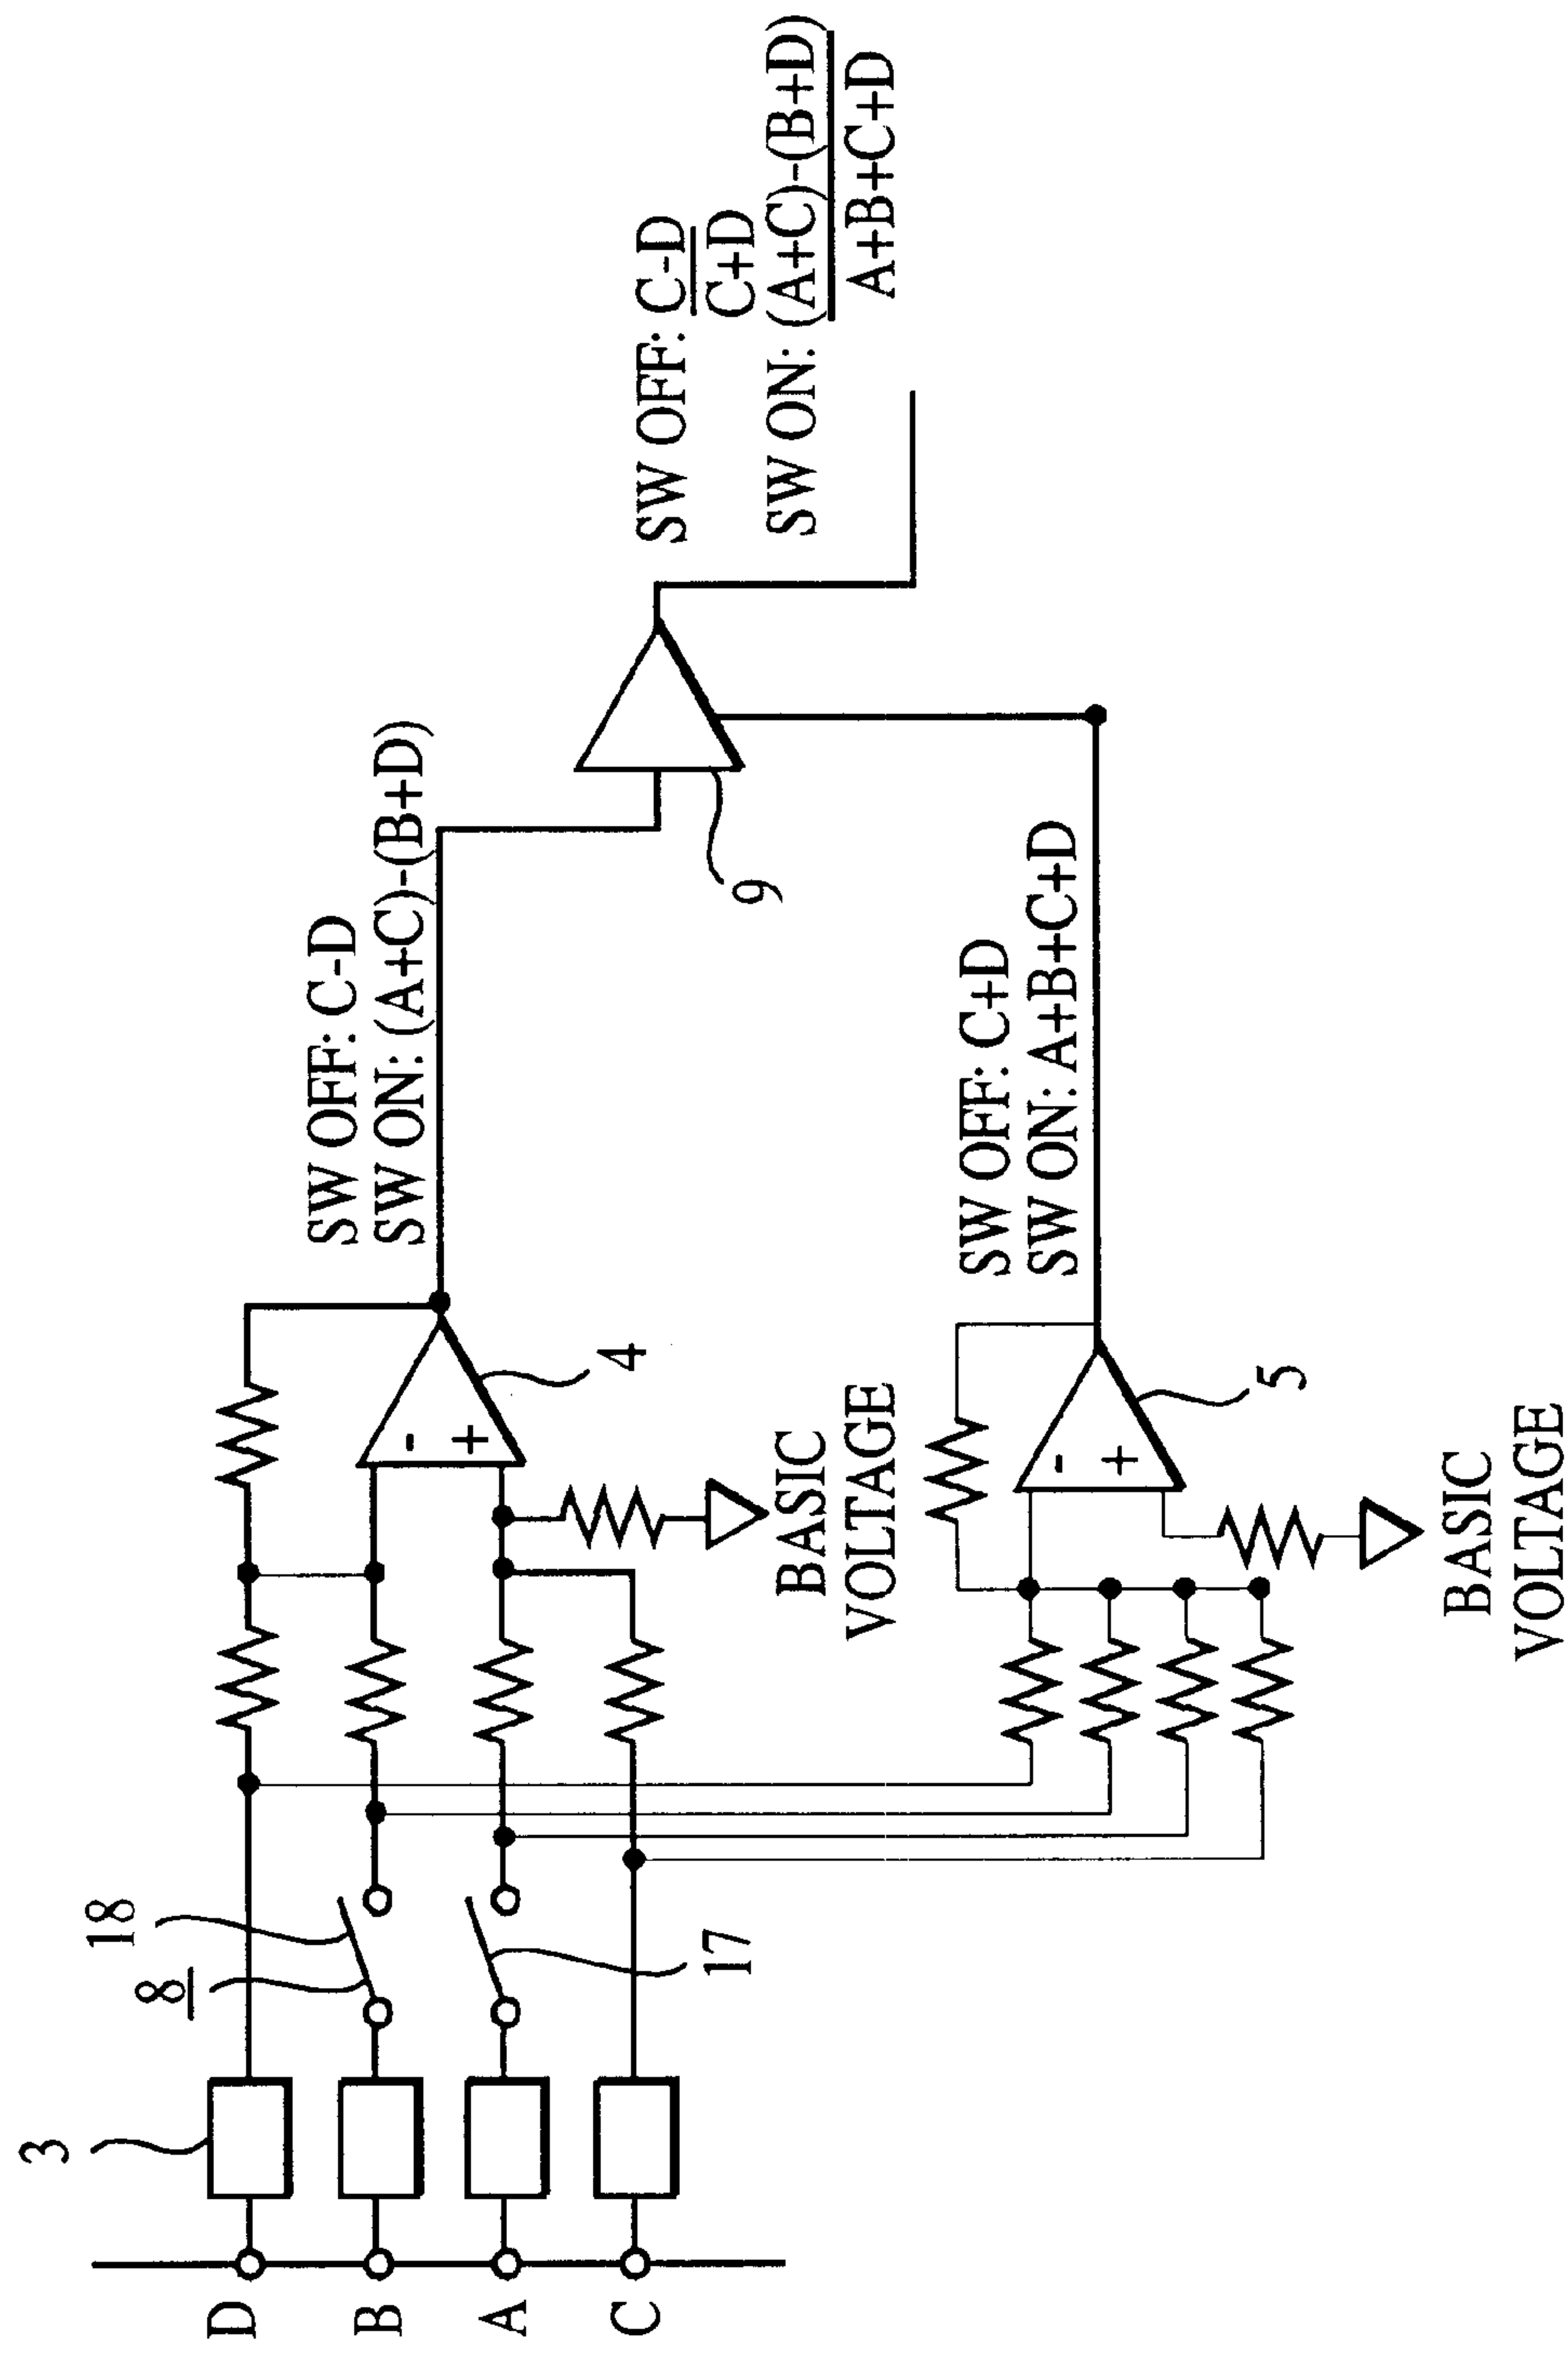 D
B
A
C
3
8
18
17
4
5
9
-
+
-
+
BASIC
VOLTAGE
BASIC
VOLTAGE
SW OFF: C-D
SW ON: (A+C)-(B+D)
SW OFF: C+D
SW ON: A+B+C+D
SW OFF: C-D
C+D
SW ON: (A+C)-(B+D)
A+B+C+D